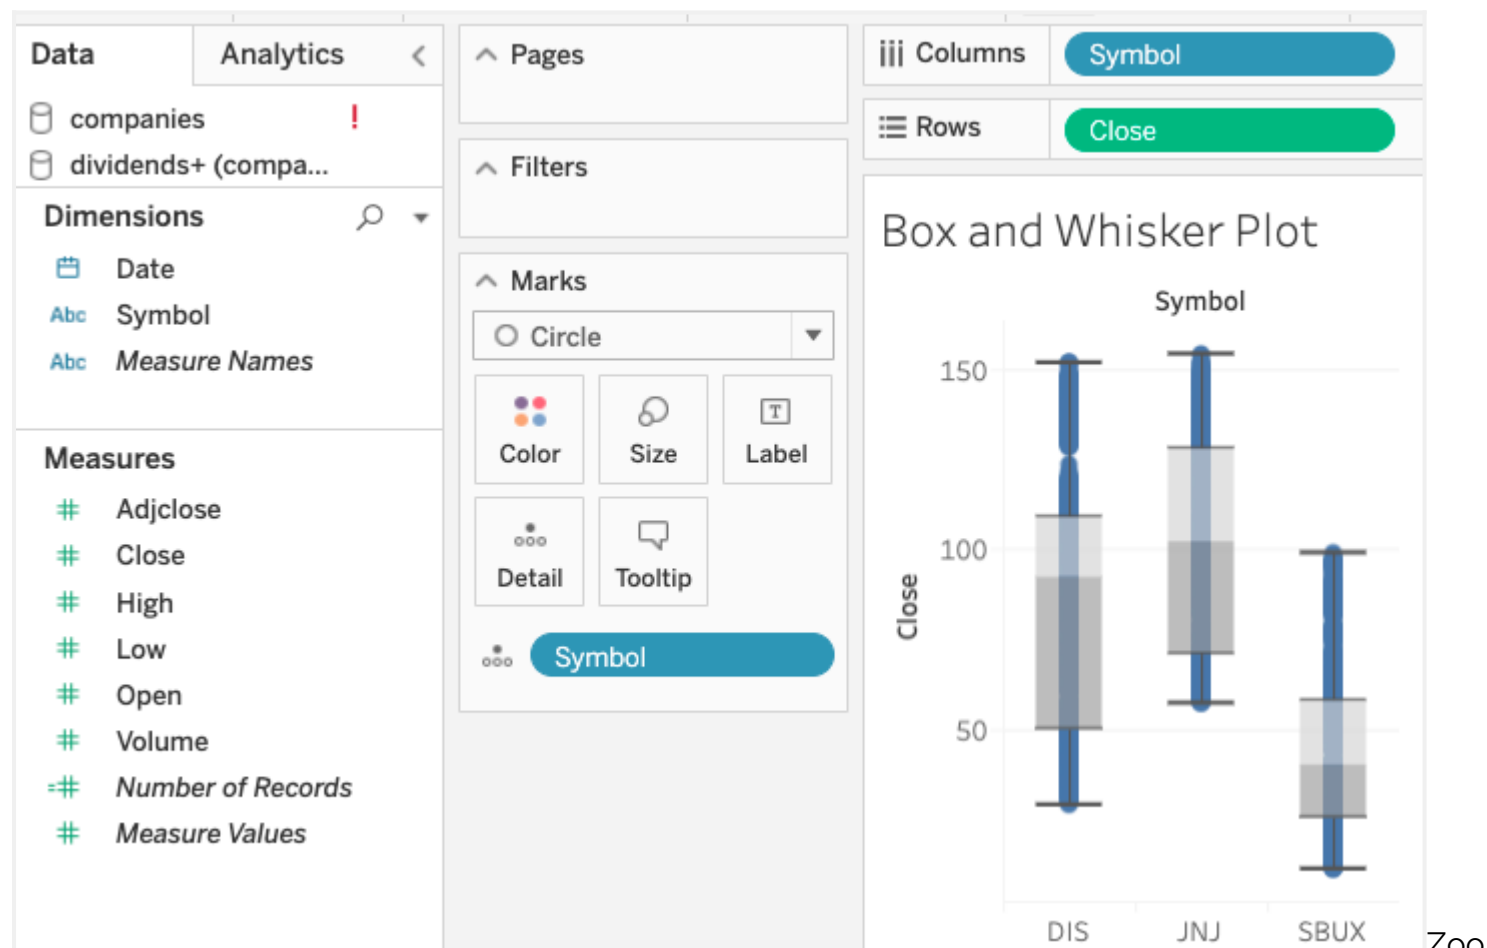 Data
Analytics
companies
!
dividends+ (compa...
Dimensions
Date
Abc Symbol
Abc Measure Names
Measures
Adjclose
Close
High
Low
Open
Volume
Number of Records
Measure Values
Pages
Filters
Marks
Circle
Color
Size
T
Label
Detail
Tooltip
Symbol
Columns
Symbol
Rows
Close
Box and Whisker Plot
Symbol
150
100
50
Close
DIS
JNJ
SBUX